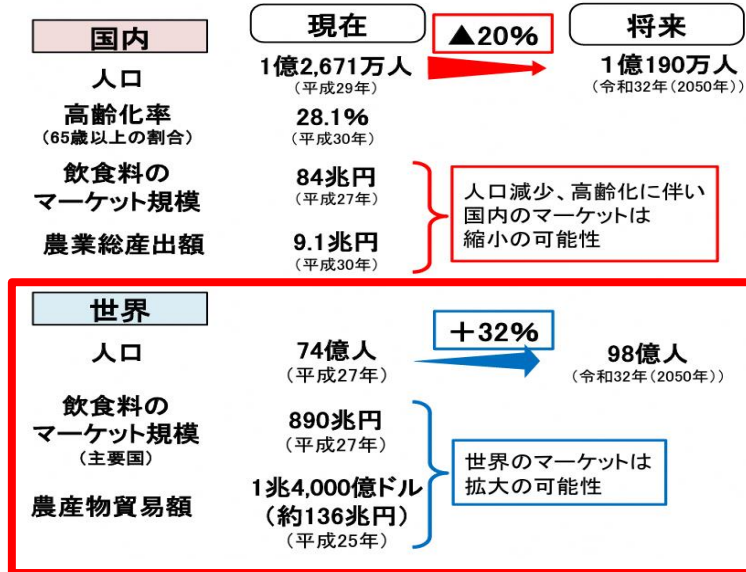 現在
▲20%
将来
国内
人口
1億2,671万人
(平成29年)
1億190万人
(令和32年(2050年))
高齢化率
(65歳以上の割合)
28.1%
(平成30年)
飲食料の
マーケット規模
84兆円
(平成27年)
農業総産出額
9.1兆円
(平成30年)
人口減少、高齢化に伴い
国内のマーケットは
縮小の可能性
世界
人口
74億人
(平成27年)
+32%
98億人
(令和32年(2050年))
飲食料の
マーケット規模
(主要国)
890兆円
(平成27年)
農産物貿易額
1兆4,000億ドル
(約136兆円)
(平成25年)
世界のマーケットは
拡大の可能性